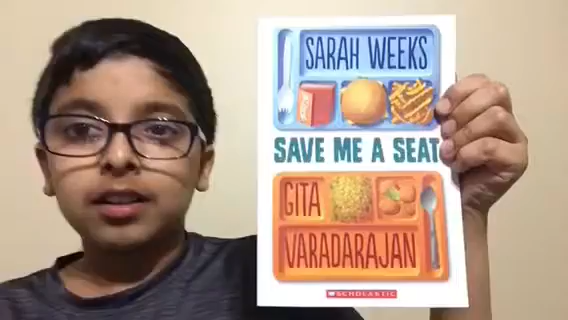 SARAH WEEKS
SAVE ME A SEAT
GITA
VARADARAJAN
SCHOLASTIC